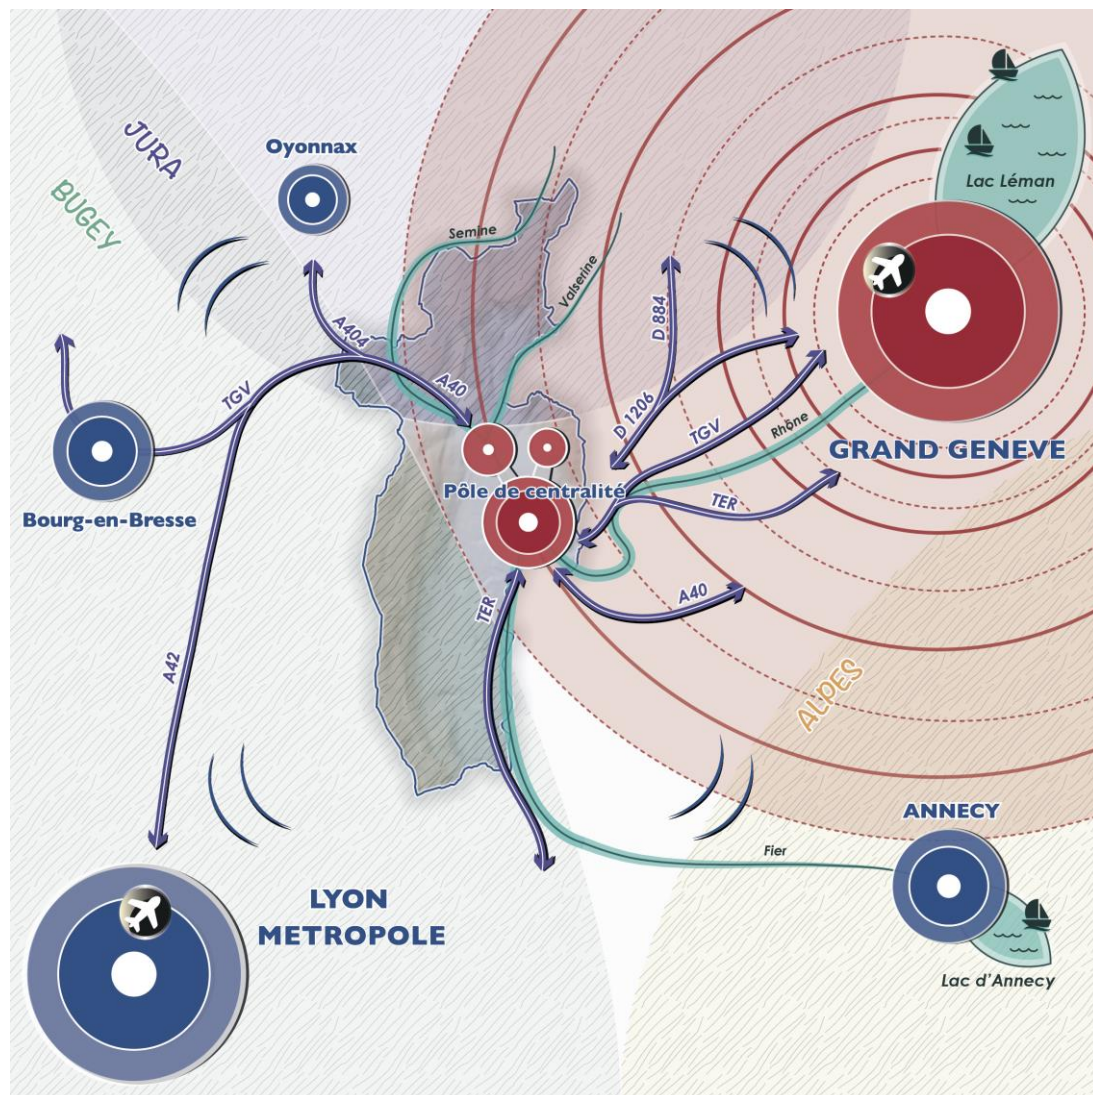 JURA
Oyonnax
BUGEY
Lac Léman
Semine
Valserine
A404
D 884
TGV
A40
D 1206
TGV
Rhône
GRAND GENEVE
Bourg-en-Bresse
Pôle de centralité
TER
TER
A40
A42
ALPES
ANNECY
Fier
LYON
METROPOLE
Lac d'Annecy